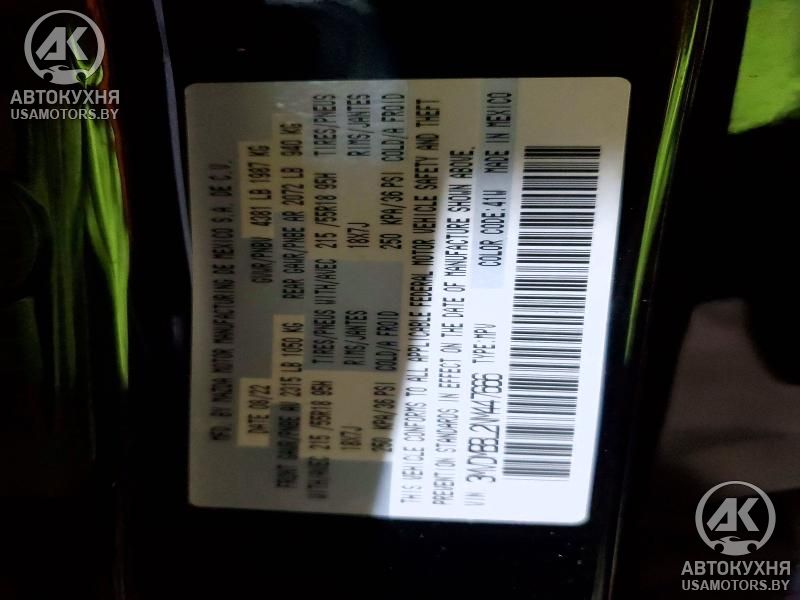 АК
АВТОКУХНЯ
USAMOTORS.BY
MFD. BY MAZDA MOTOR MANUFACTURING DE MEXICO S.A. DE C.V.
DATE 08/22 GVWR/PNBV 4381 LB 1987 KG
FRONT GAWR/PNBE AV 2315 LB 1050 KG REAR GAWR/PNBE AR 2072 LB 940 KG
WITH/AVEC 215 /55R18 95H TIRES/PNEUS WITH/AVEC 215 /55R18 95H TIRES/PNEUS
18X7J RIMS/JANTES 18X7J RIMS/JANTES
250 KPA/36 PSI COLD/A FROID 250 KPA/36 PSI COLD/A FROID
THIS VEHICLE CONFORMS TO ALL APPLICABLE FEDERAL MOTOR VEHICLE SAFETY AND THEFT
PREVENTION STANDARDS IN EFFECT ON THE DATE OF MANUFACTURE SHOWN ABOVE.
VIN 3MVDMBBL2NM447666 TYPE:MPV COLOR CODE:41W MADE IN MEXICO
АК
АВТОКУХНЯ
USAMOTORS.BY